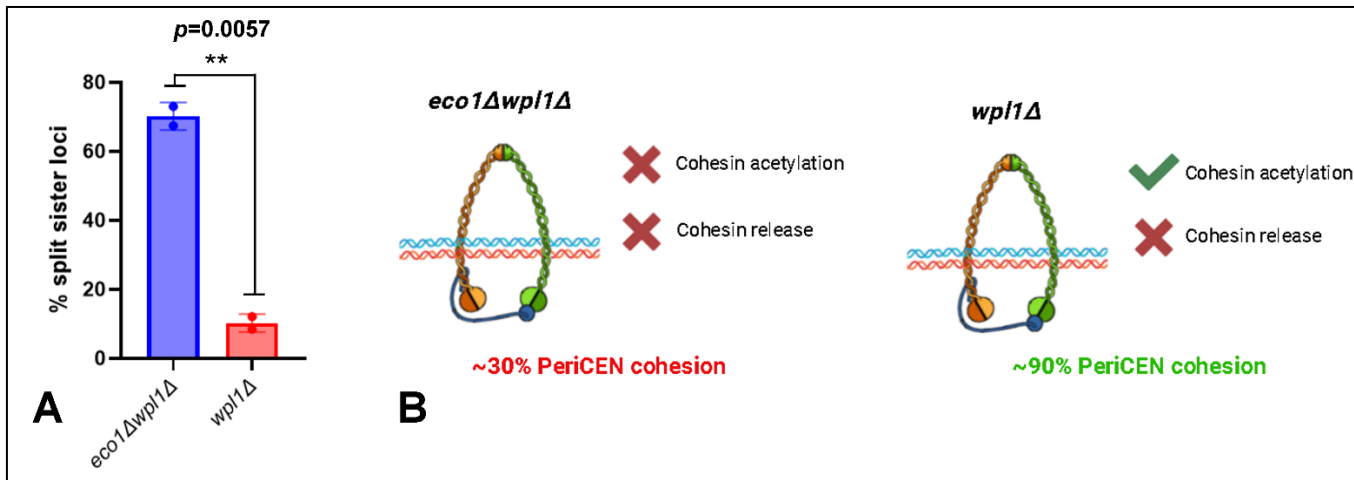 p=0.0057
**
80
60
40
20
0
% split sister loci
eco1Δwpl1Δ
wpl1Δ
A
eco1Δwpl1Δ
Cohesin acetylation
Cohesin release
~30% PeriCEN cohesion
B
wpl1Δ
Cohesin acetylation
Cohesin release
~90% PeriCEN cohesion